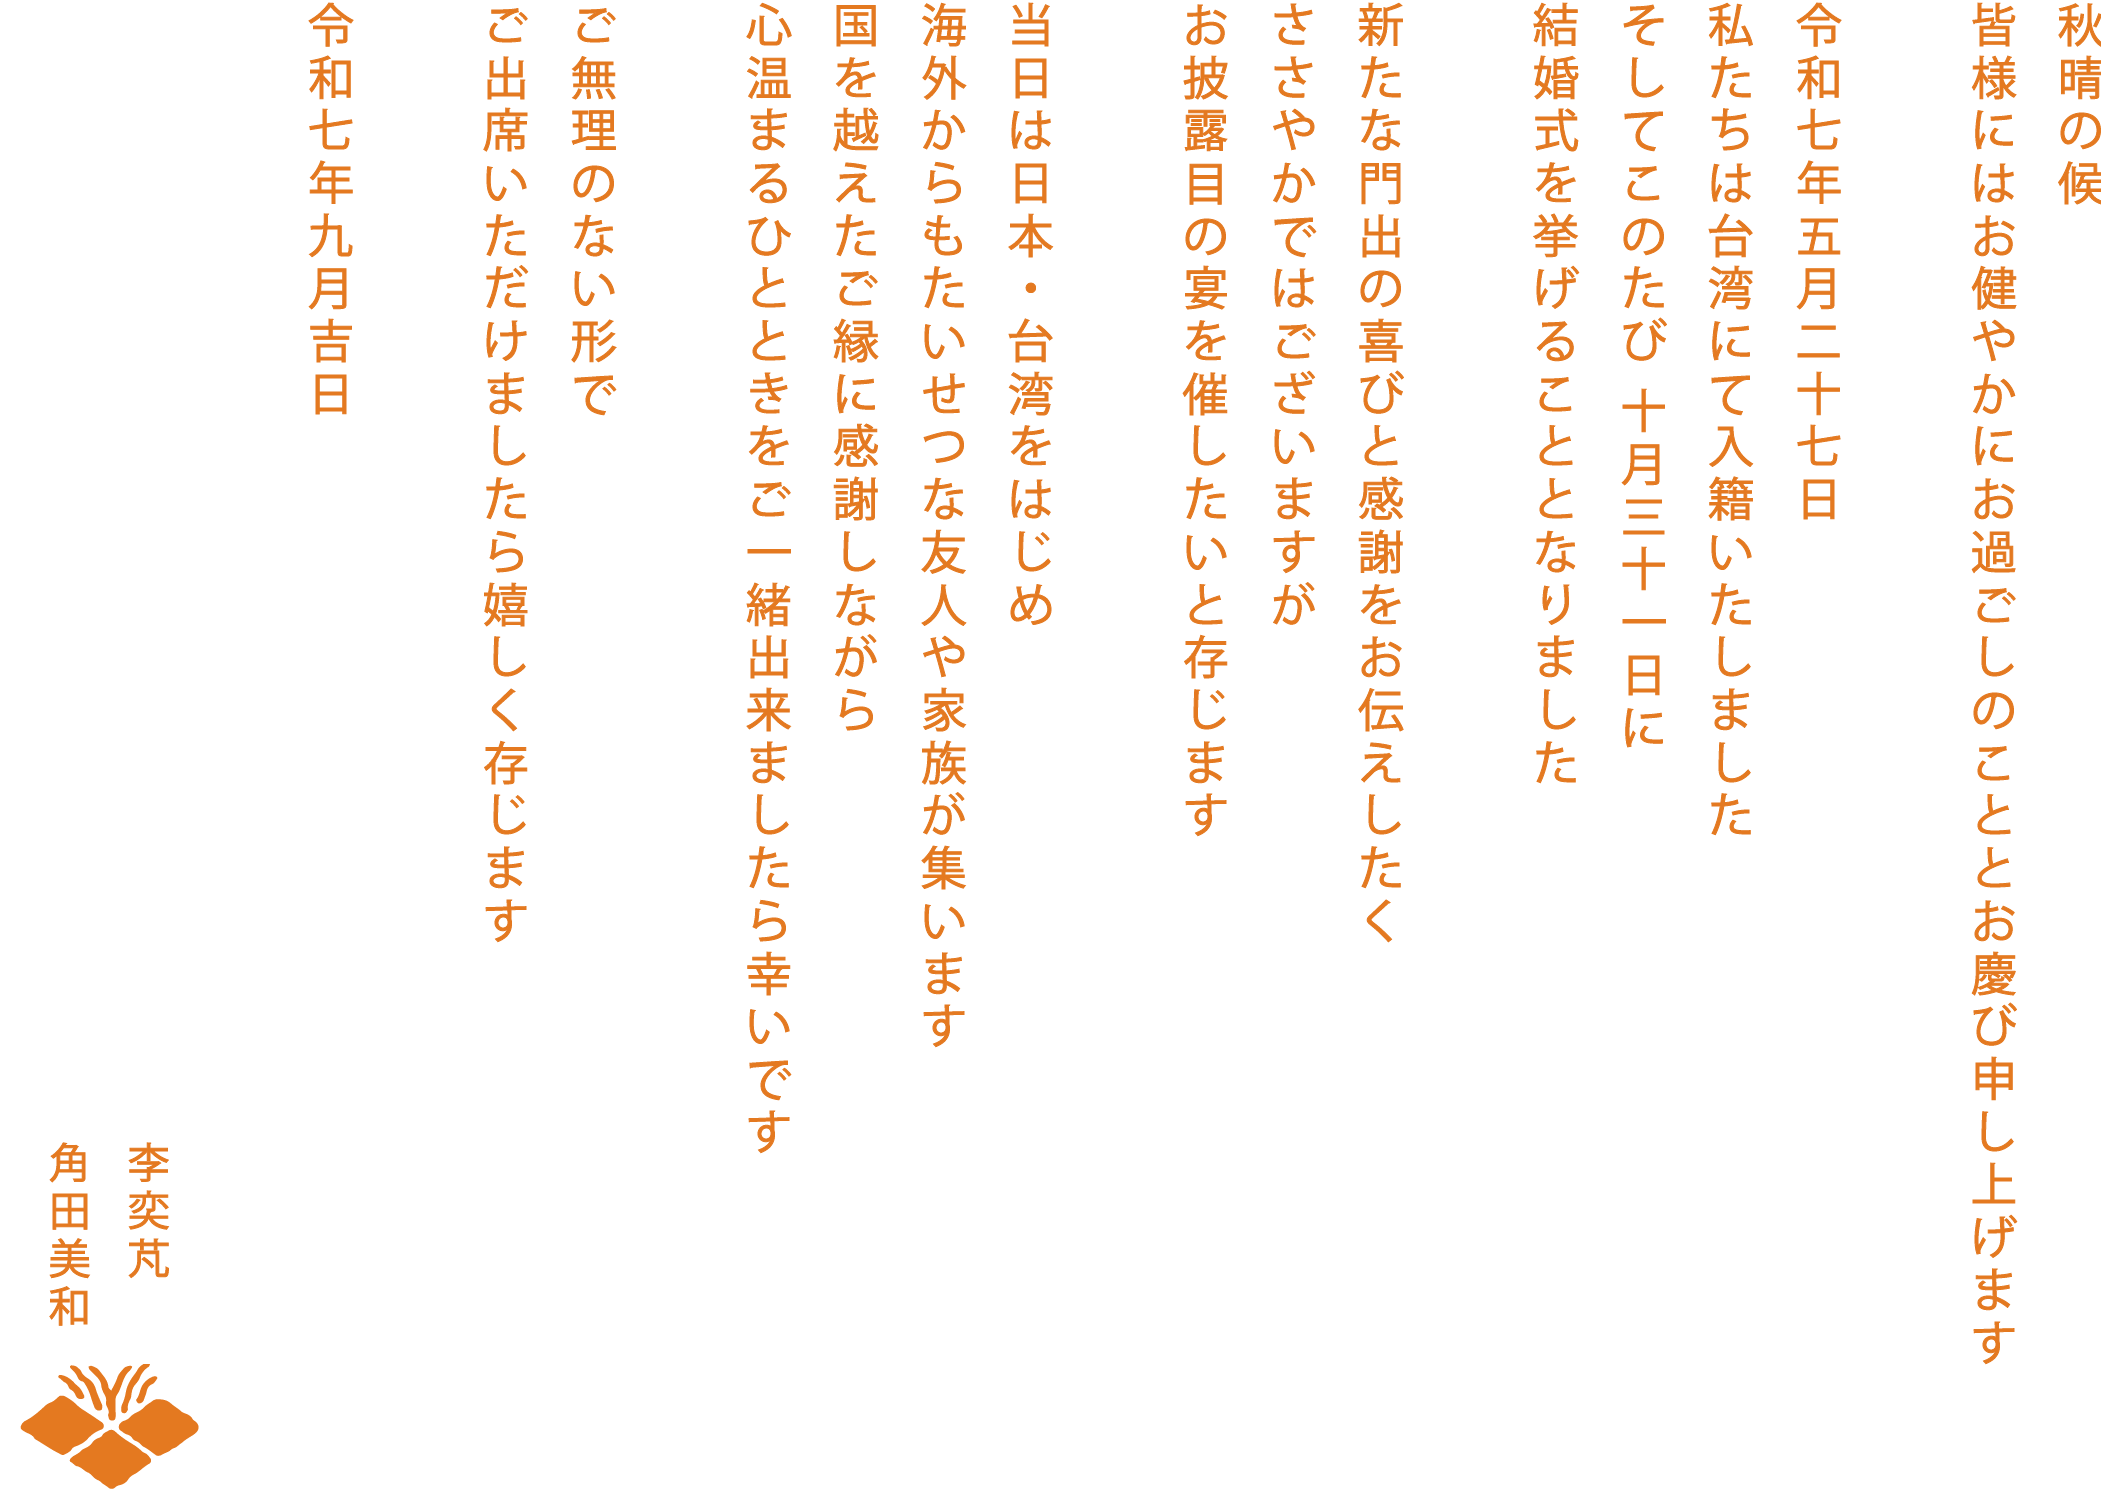 秋晴の候
皆様にはお健やかにお過ごしのこととお慶び申し上げます
令和七年五月二十七日
私たちは台湾にて入籍いたしました
そしてこのたび 十月三十一日に
結婚式を挙げることとなりました
新たな門出の喜びと感謝をお伝えしたく
ささやかではございますが
お披露目の宴を催したいと存じます
当日は日本・台湾をはじめ
海外からもたいせつな友人や家族が集います
国を越えたご縁に感謝しながら
心温まるひとときをご一緒出来ましたら幸いです
ご無理のない形で
ご出席いただけましたら嬉しく存じます
令和七年九月吉日
李奕芃
角田美和